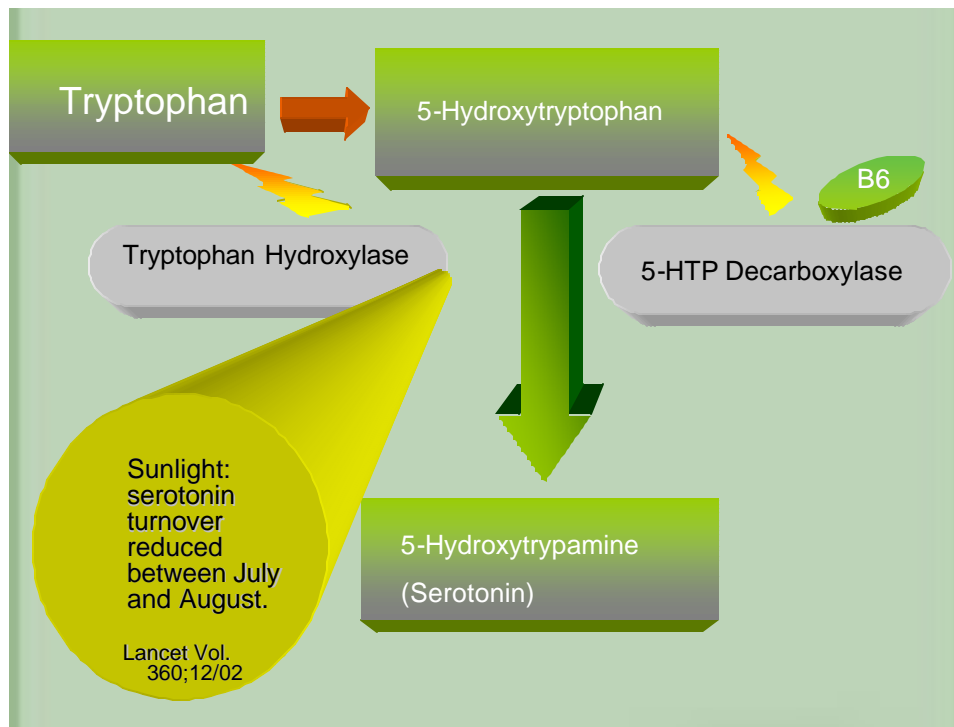 Tryptophan
5-Hydroxytryptophan
B6
Tryptophan Hydroxylase
5-HTP Decarboxylase
Sunlight:
serotonin
turnover
reduced
between July
and August.
Lancet Vol.
360;12/02
5-Hydroxytrypamine
(Serotonin)